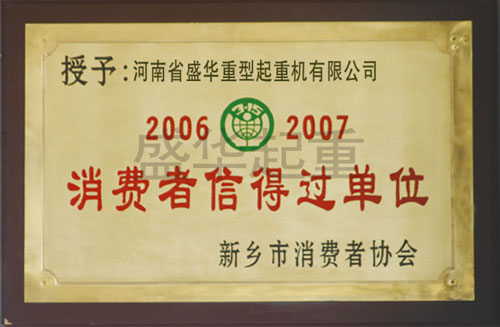 授予:河南省盛华重型起重机有限公司
2006 3·15 2007
盛华起重
消费者信得过单位
新乡市消费者协会